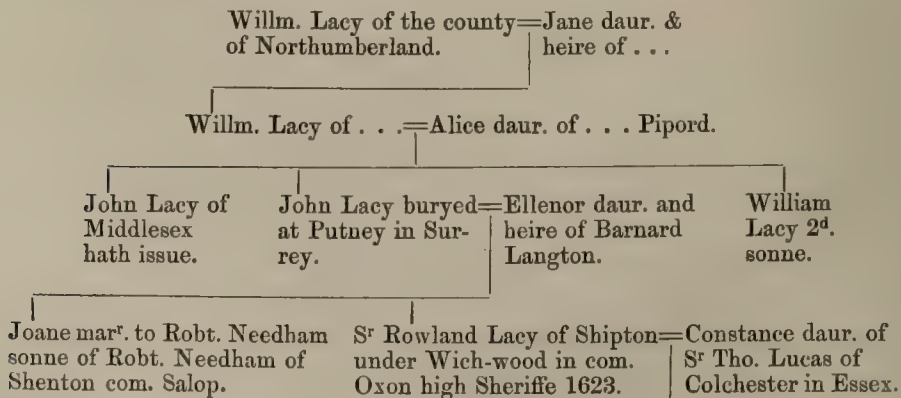 Willm. Lacy of the county=Jane daur. &
of Northumberland. heire of . . .
Willm. Lacy of . . .=Alice daur. of . . . Pipord.
John Lacy of
Middlesex
hath issue.
John Lacy buryed=Ellenor daur. and
at Putney in Sur- heire of Barnard
rey. Langton.
William
Lacy 2d.
sonne.
Joane marr. to Robt. Needham
sonne of Robt. Needham of
Shenton com. Salop.
Sr Rowland Lacy of Shipton=Constance daur. of
under Wich-wood in com. Sr Tho. Lucas of
Oxon high Sheriffe 1623. Colchester in Essex.